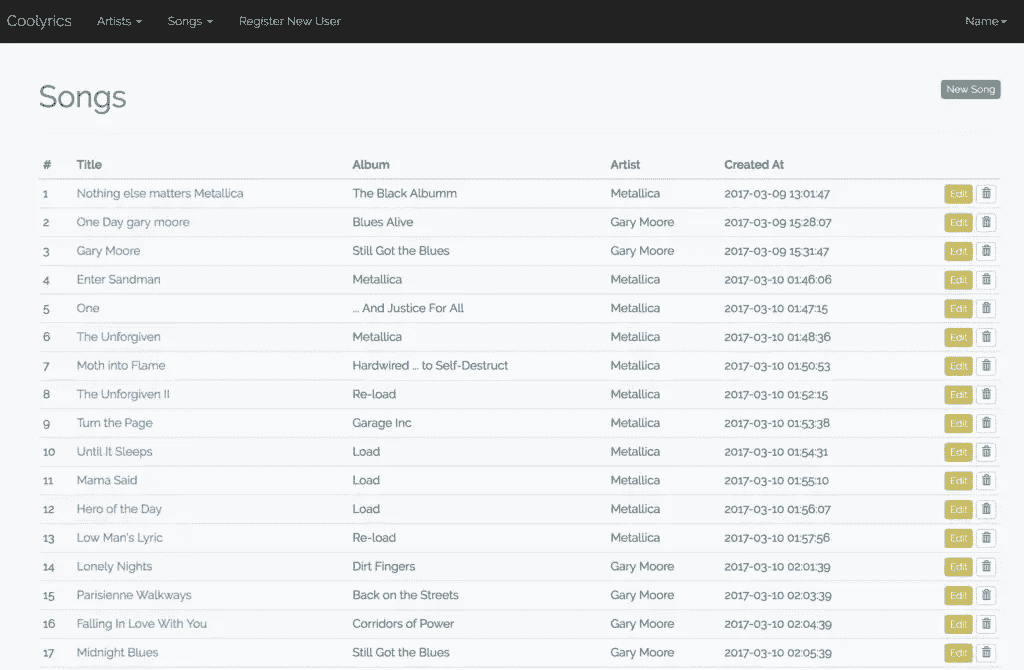 Coolyrics Artists Songs Register New User Name
Songs New Song
# Title Album Artist Created At
1 Nothing else matters Metallica The Black Albumm Metallica 2017-03-09 13:01:47 Edit
2 One Day gary moore Blues Alive Gary Moore 2017-03-09 15:28:07 Edit
3 Gary Moore Still Got the Blues Gary Moore 2017-03-09 15:31:47 Edit
4 Enter Sandman Metallica Metallica 2017-03-10 01:46:06 Edit
5 One ... And Justice For All Metallica 2017-03-10 01:47:15 Edit
6 The Unforgiven Metallica Metallica 2017-03-10 01:48:36 Edit
7 Moth into Flame Hardwired ... to Self-Destruct Metallica 2017-03-10 01:50:53 Edit
8 The Unforgiven II Re-load Metallica 2017-03-10 01:52:15 Edit
9 Turn the Page Garage Inc Metallica 2017-03-10 01:53:38 Edit
10 Until It Sleeps Load Metallica 2017-03-10 01:54:31 Edit
11 Mama Said Load Metallica 2017-03-10 01:55:10 Edit
12 Hero of the Day Load Metallica 2017-03-10 01:56:07 Edit
13 Low Man's Lyric Re-load Metallica 2017-03-10 01:57:56 Edit
14 Lonely Nights Dirt Fingers Gary Moore 2017-03-10 02:01:39 Edit
15 Parisienne Walkways Back on the Streets Gary Moore 2017-03-10 02:03:39 Edit
16 Falling In Love With You Corridors of Power Gary Moore 2017-03-10 02:04:39 Edit
17 Midnight Blues Still Got the Blues Gary Moore 2017-03-10 02:05:39 Edit